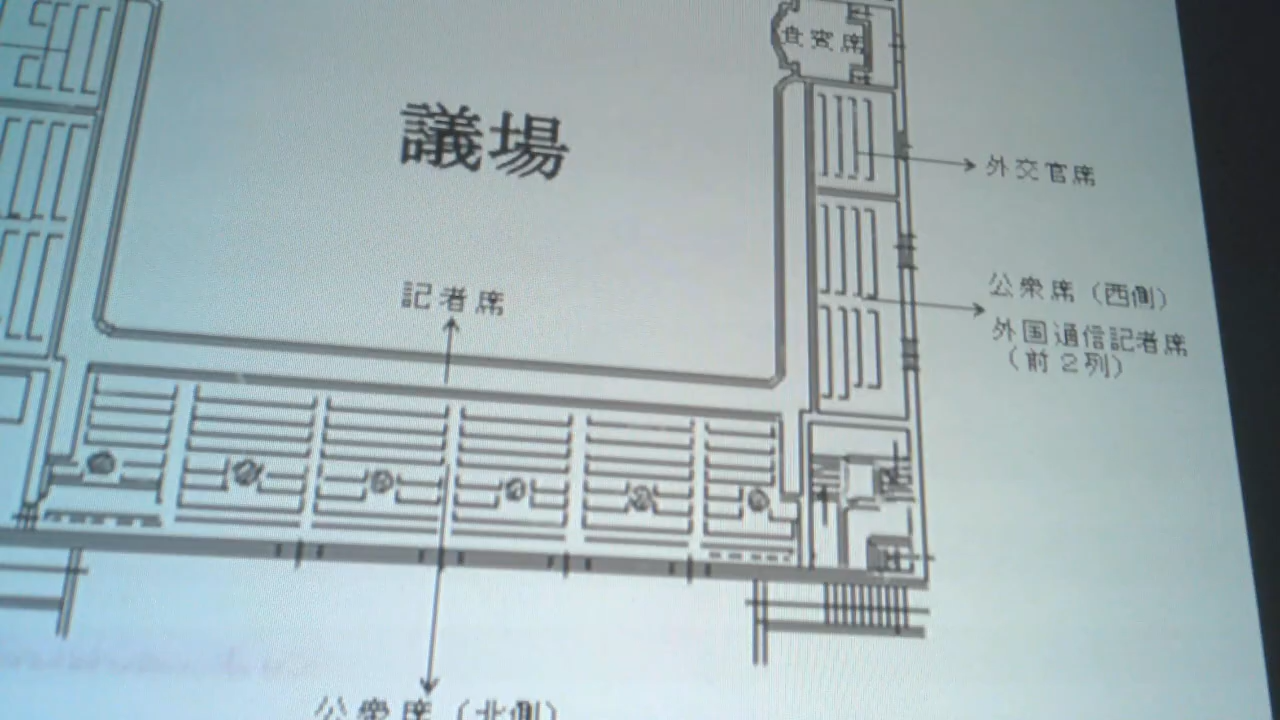 貴賓席
議場
外交官席
公衆席（西側）
外国通信記者席
（前２列）
記者席
公衆席（北側）